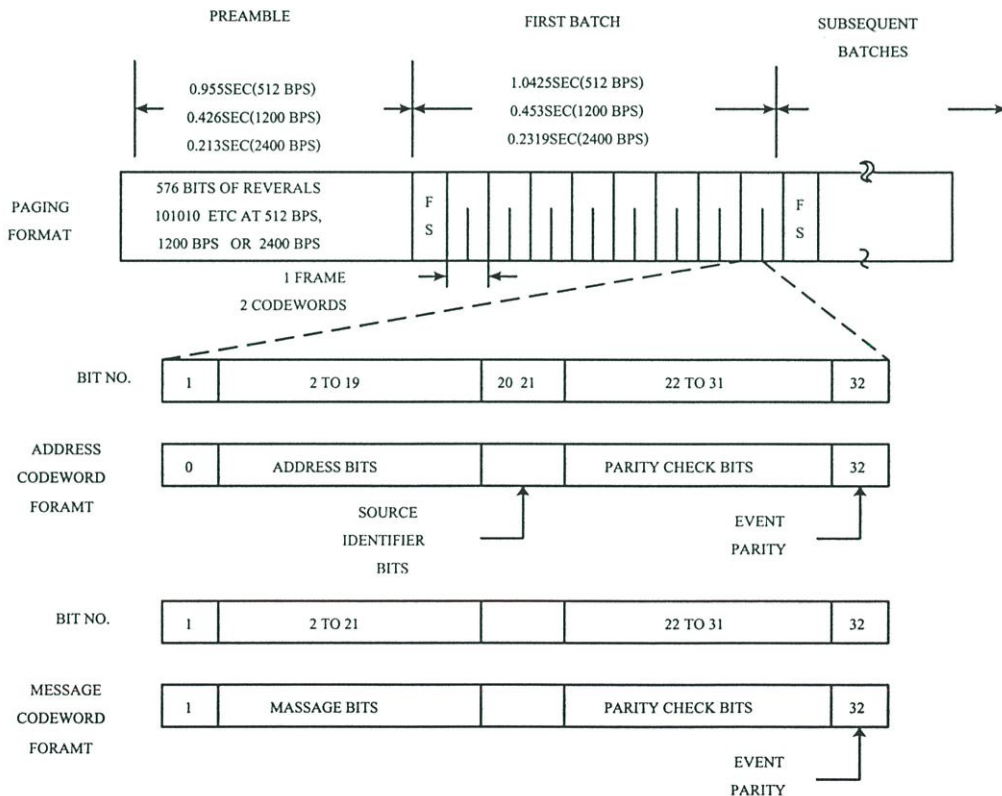 PREAMBLE
FIRST BATCH
SUBSEQUENT
BATCHES
0.955SEC(512 BPS)
0.426SEC(1200 BPS)
0.213SEC(2400 BPS)
1.0425SEC(512 BPS)
0.453SEC(1200 BPS)
0.2319SEC(2400 BPS)
PAGING
FORMAT
576 BITS OF REVERALS
101010 ETC AT 512 BPS,
1200 BPS OR 2400 BPS
F
S
F
S
1 FRAME
2 CODEWORDS
BIT NO.
1 2 TO 19 20 21 22 TO 31 32
ADDRESS
CODEWORD
FORAMT
0 ADDRESS BITS PARITY CHECK BITS 32
SOURCE
IDENTIFIER
BITS
EVENT
PARITY
BIT NO.
1 2 TO 21 22 TO 31 32
MESSAGE
CODEWORD
FORAMT
1 MASSAGE BITS PARITY CHECK BITS 32
EVENT
PARITY